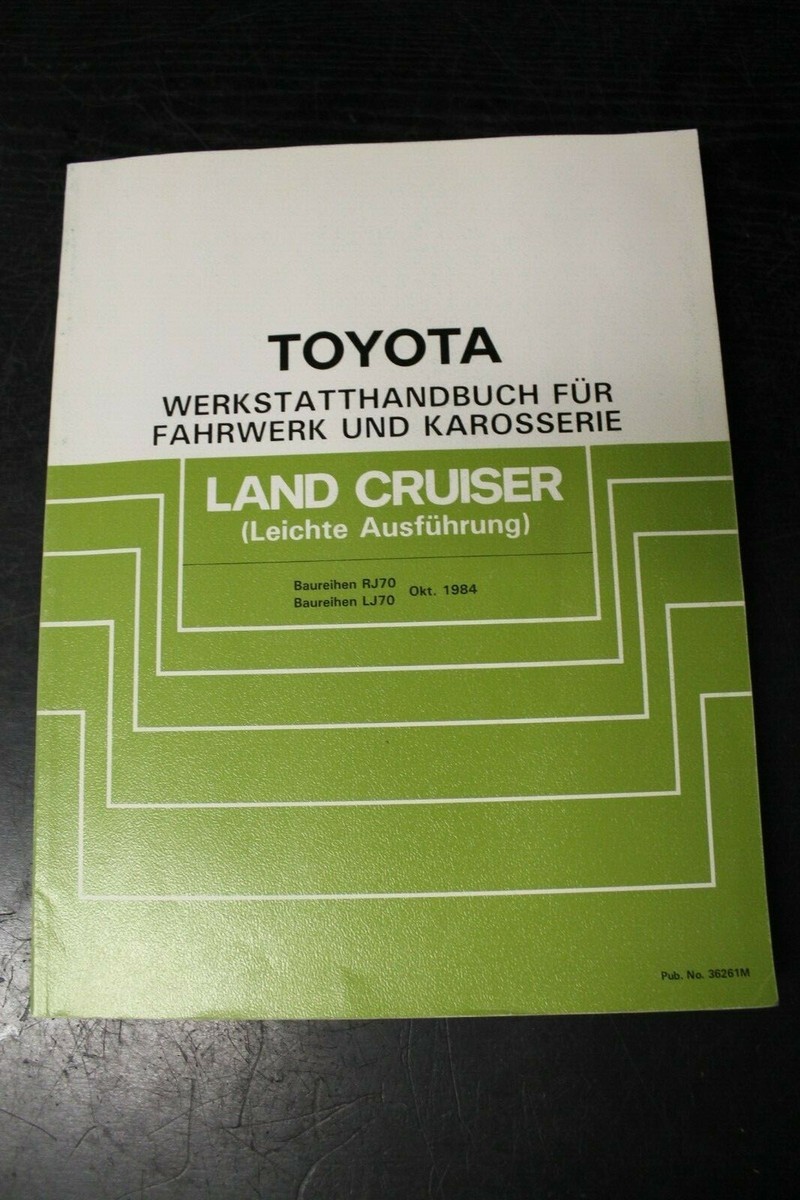 TOYOTA
WERKSTATTHANDBUCH FÜR
FAHRWERK UND KAROSSERIE
LAND CRUISER
(Leichte Ausführung)
Baureihen RJ70
Baureihen LJ70
Okt. 1984
Pub. No. 36261M